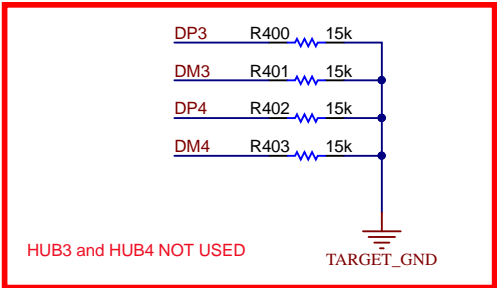 DP3 R400 15k
DM3 R401 15k
DP4 R402 15k
DM4 R403 15k
HUB3 and HUB4 NOT USED
TARGET_GND